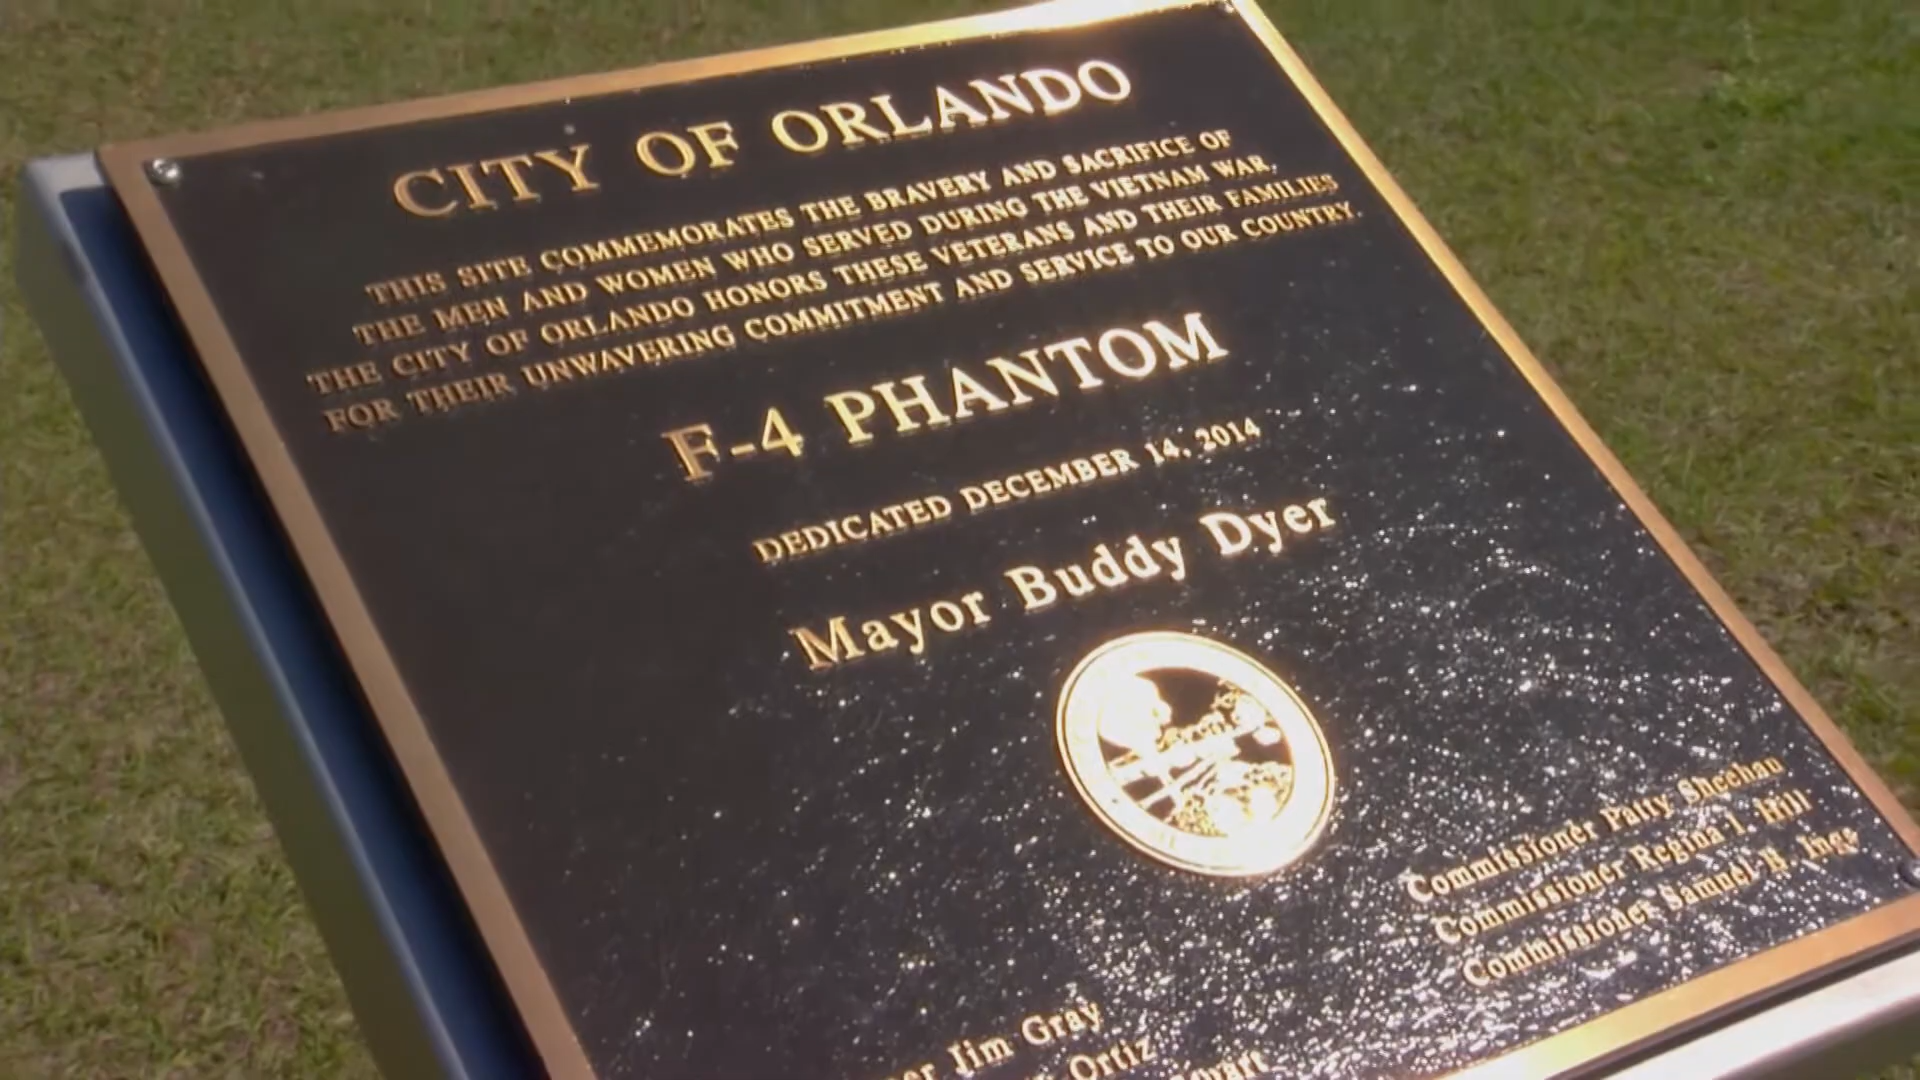 CITY OF ORLANDO
THIS SITE COMMEMORATES THE BRAVERY AND SACRIFICE OF
THE MEN AND WOMEN WHO SERVED DURING THE VIETNAM WAR.
THE CITY OF ORLANDO HONORS THESE VETERANS AND THEIR FAMILIES
FOR THEIR UNWAVERING COMMITMENT AND SERVICE TO OUR COUNTRY.
F-4 PHANTOM
DEDICATED DECEMBER 14, 2014
Mayor Buddy Dyer
Commissioner Patty Sheehan
Commissioner Regina I. Hill
Commissioner Samuel B. Ings
Jim Gray
Ortiz